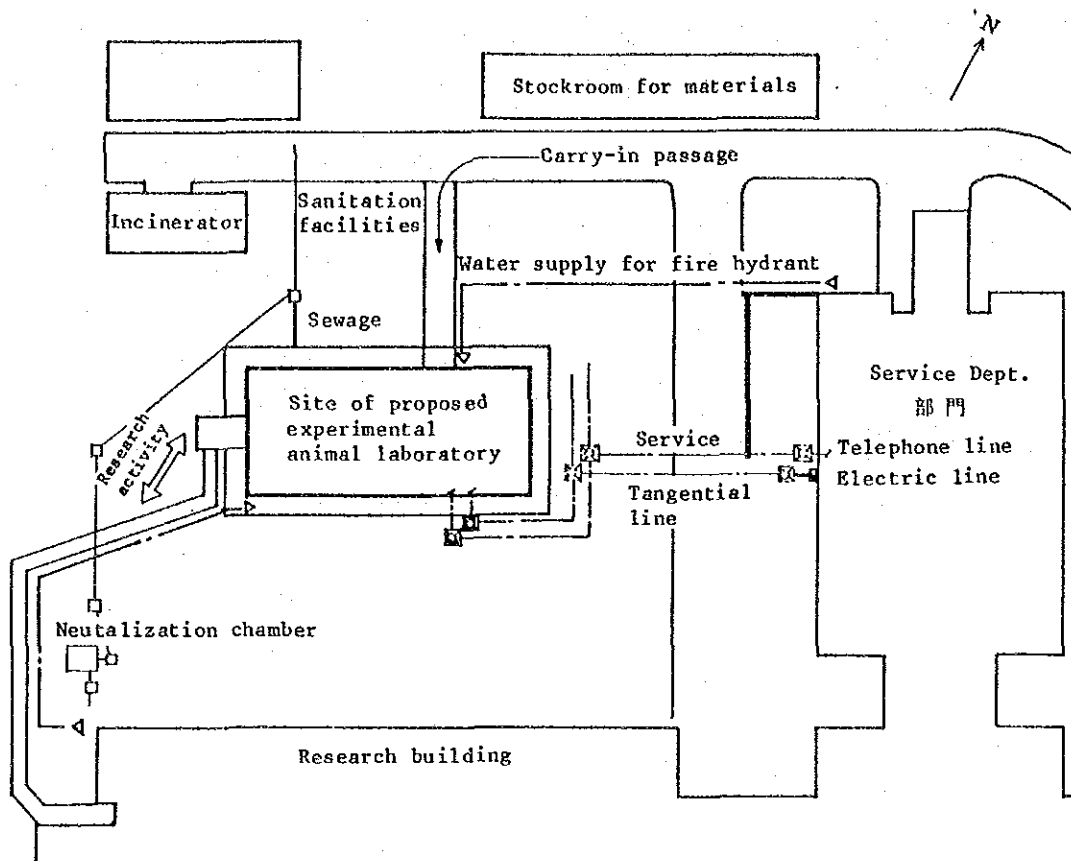 N
Stockroom for materials
Carry-in passage
Sanitation
facilities
Incinerator
Water supply for fire hydrant
Sewage
Service Dept.
部門
Site of proposed
experimental
animal laboratory
Research
activity
Service
Telephone line
Electric line
Tangential
line
Neutalization chamber
Research building